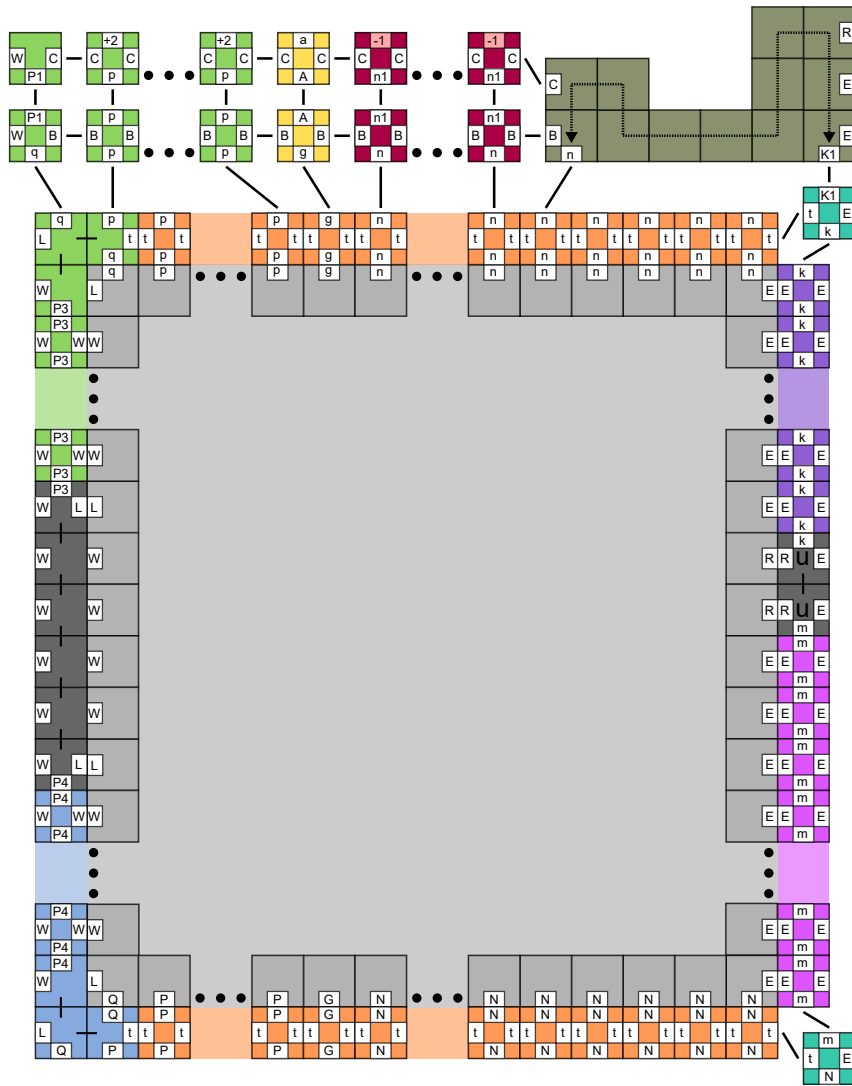 +2 +2 a -1 -1 R
W C C C C C C C C C C C
P1 p p A n1 n1
C E
P1 p p A n1 n1
W B B B B B B B B B B B B E
q p p g n n n K1
K1
t E
q p p p g n n n n n n n
k
L t t t t t t t t t t t t t t t t t t t t t
q p p g n n n n n n n
q p p g n n n n n n n k
W L E E E
P3 k
P3 k
W W W E E E
P3 k
P3 k
W W W E E E
P3 k
P3 k
W L L E E E
k
k
W W R R u E
W W R R u E
m
m
W W E E E
m
m
W W E E E
m
m
W L L E E E
P4 m
P4 m
W W W E E E
P4 m
P4 m
W W W E E E
P4 m
P4 m
W L E E E
Q P P G N N N N N N N m
Q P P G N N N N N N N
L t t t t t t t t t t t t t t t t t t t t t
m
Q P P P G N N N N N N N
t E
N